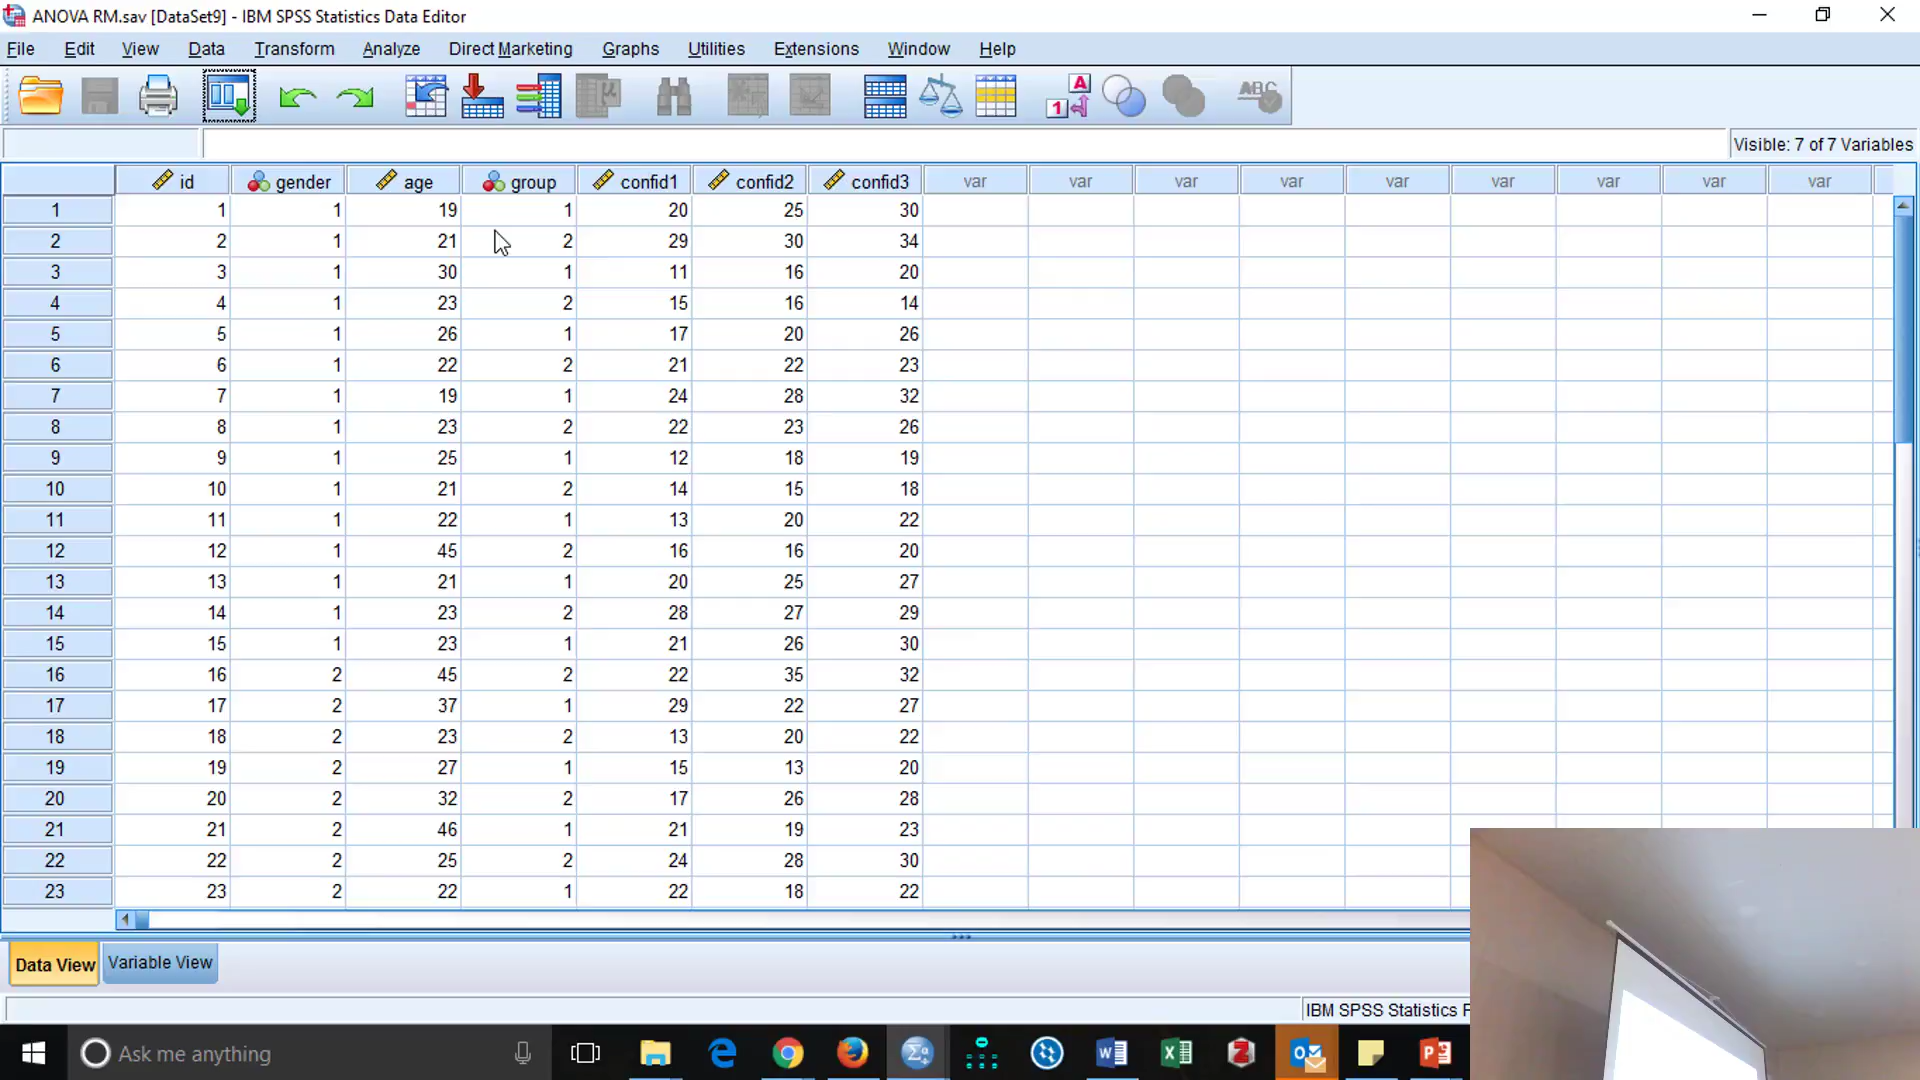 ANOVA RM.sav [DataSet9] - IBM SPSS Statistics Data Editor
File Edit View Data Transform Analyze Direct Marketing Graphs Utilities Extensions Window Help
Visible: 7 of 7 Variables
id gender age group confid1 confid2 confid3 var var var var var var var var var
1 1 1 19 1 20 25 30
2 2 1 21 2 29 30 34
3 3 1 30 1 11 16 20
4 4 1 23 2 15 16 14
5 5 1 26 1 17 20 26
6 6 1 22 2 21 22 23
7 7 1 19 1 24 28 32
8 8 1 23 2 22 23 26
9 9 1 25 1 12 18 19
10 10 1 21 2 14 15 18
11 11 1 22 1 13 20 22
12 12 1 45 2 16 16 20
13 13 1 21 1 20 25 27
14 14 1 23 2 28 27 29
15 15 1 23 1 21 26 30
16 16 2 45 2 22 35 32
17 17 2 37 1 29 22 27
18 18 2 23 2 13 20 22
19 19 2 27 1 15 13 20
20 20 2 32 2 17 26 28
21 21 2 46 1 21 19 23
22 22 2 25 2 24 28 30
23 23 2 22 1 22 18 22
Data View Variable View
IBM SPSS Statistics
Ask me anything